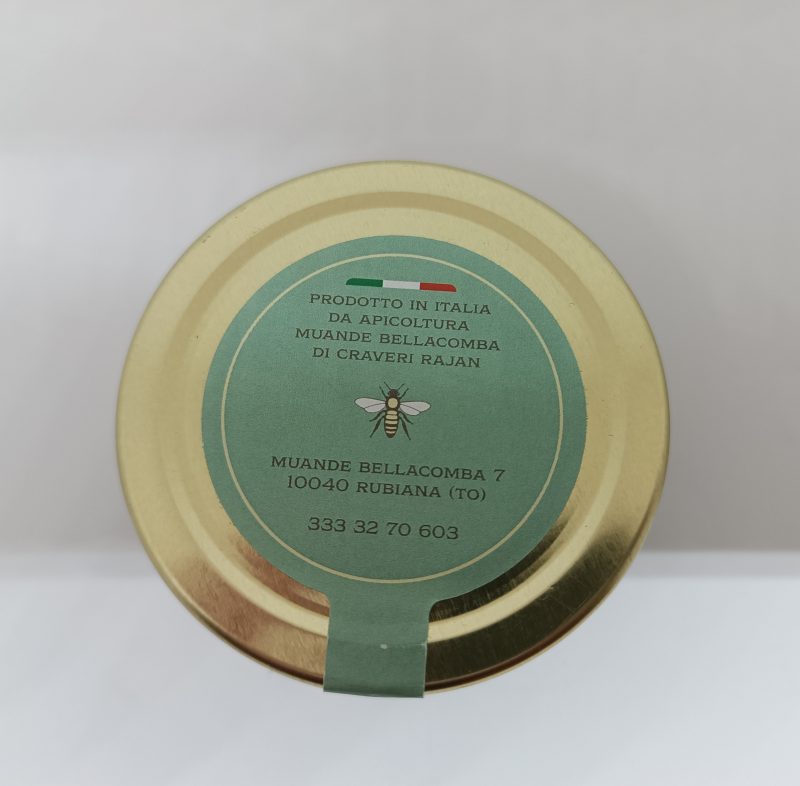 PRODOTTO IN ITALIA
DA APICOLTURA
MUANDE BELLACOMBA
DI CRAVERI RAJAN
MUANDE BELLACOMBA 7
10040 RUBIANA (TO)
333 32 70 603